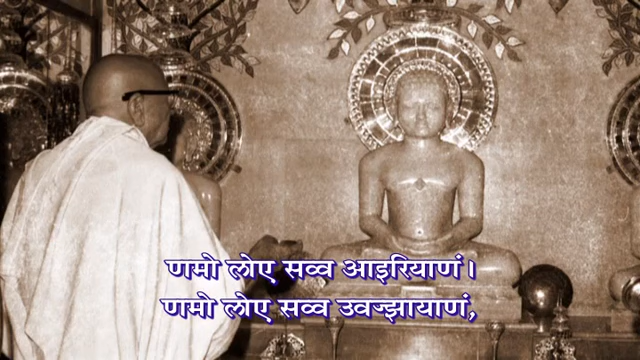 णमो लोए सव्व आइरियाणं।
णमो लोए सव्व उवज्झायाणं,